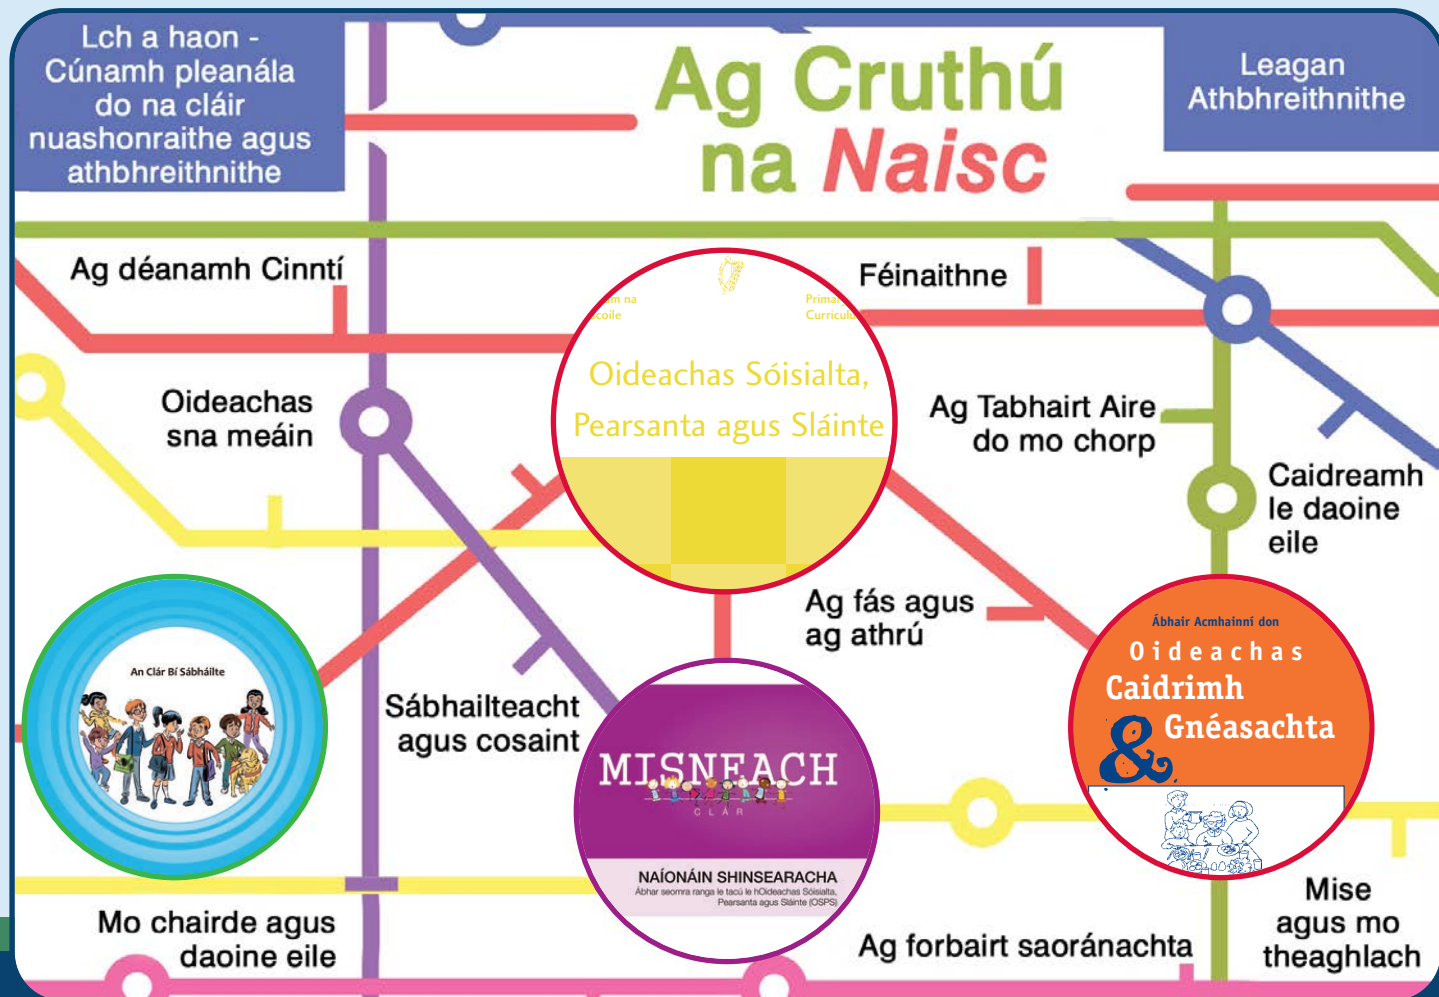 Lch a haon -
Cúnamh pleanála
do na cláir
nuashonraithe agus
athbhreithnithe
Ag Cruthú
na Naisc
Leagan
Athbhreithnithe
Ag déanamh Cinntí
Féinaithne
na
Oideachas Sóisialta,
Pearsanta agus Sláinte
Oideachas
sna meáin
Ag Tabhairt Aire
do mo chorp
Caidreamh
le daoine
eile
Ag fás agus
ag athrú
An Clár Bí Sábháilte
Sábhailteacht
agus cosaint
MISNEACH
CLÁR
NAÍONÁIN SHINSEARACHA
Ábhar seomra ranga le tacú le hOideachas Sóisialta,
Pearsanta agus Sláinte (OSPS)
Ábhair Acmhainní don
Oideachas
Caidrimh
& Gnéasachta
Mo chairde agus
daoine eile
Ag forbairt saoránachta
Mise
agus mo
theaghlach